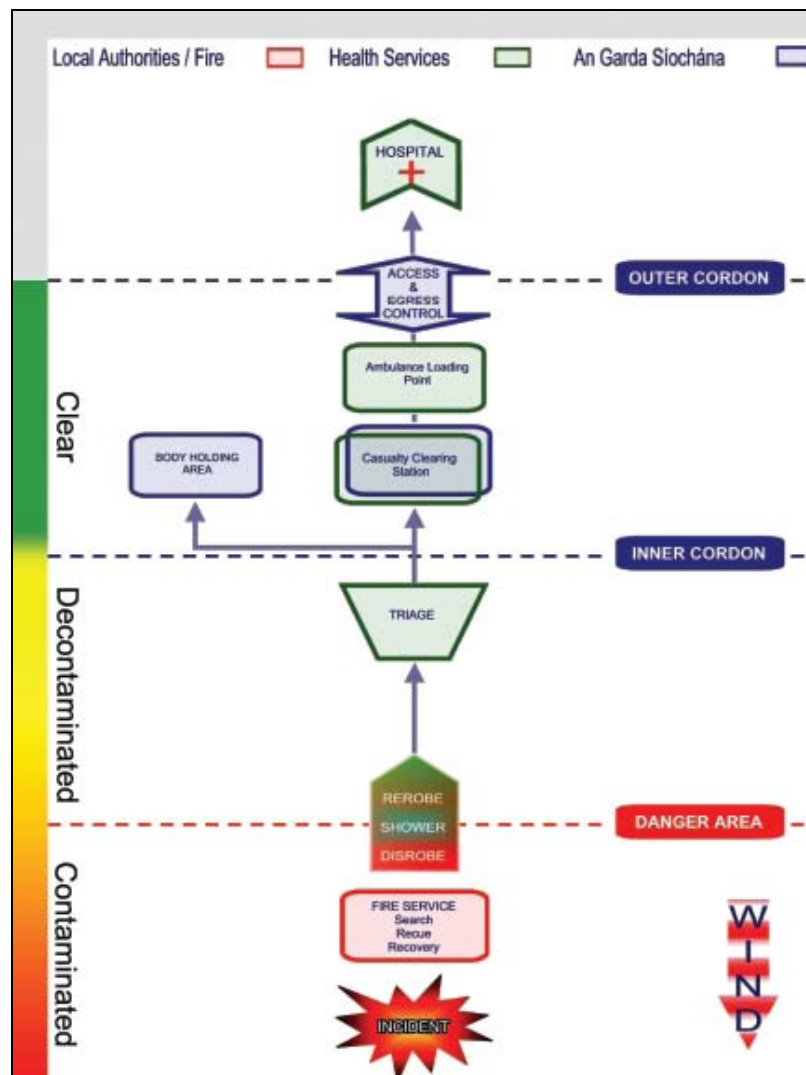 Local Authorities / Fire Health Services An Garda Síochána
HOSPITAL
ACCESS
&
EGRESS
CONTROL
OUTER CORDON
Ambulance Loading
Point
Clear
BODY HOLDING
AREA
Casualty Clearing
Station
INNER CORDON
Decontaminated
TRIAGE
REROBE
SHOWER
DISROBE
DANGER AREA
Contaminated
FIRE SERVICE
Search
Recue
Recovery
INCIDENT
WIND